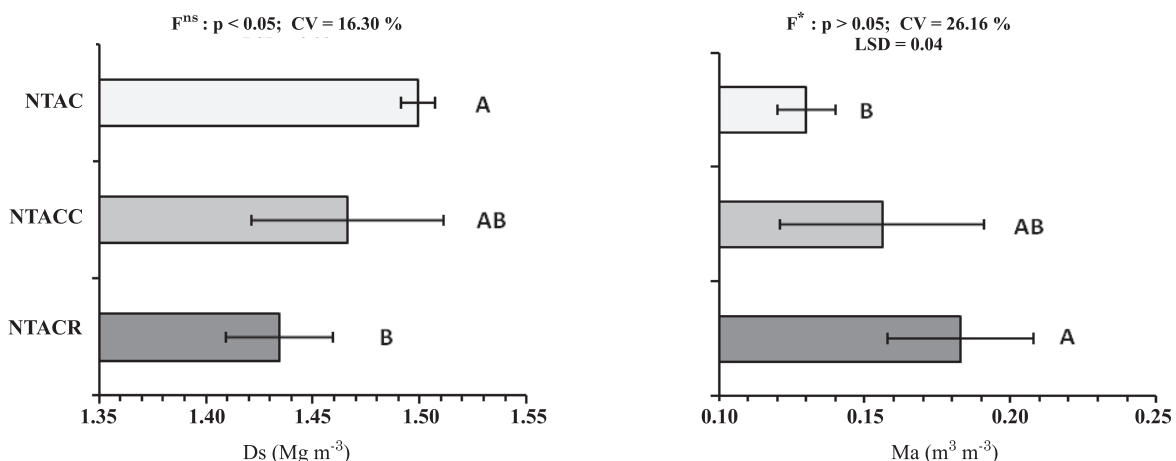 F^ns : p < 0.05; CV = 16.30 %
F^* : p > 0.05; CV = 26.16 %
LSD = 0.04
NTAC
A
B
NTACC
AB
AB
NTACR
B
A
1.35 1.40 1.45 1.50 1.55
0.10 0.15 0.20 0.25
Ds (Mg m^-3)
Ma (m^3 m^-3)